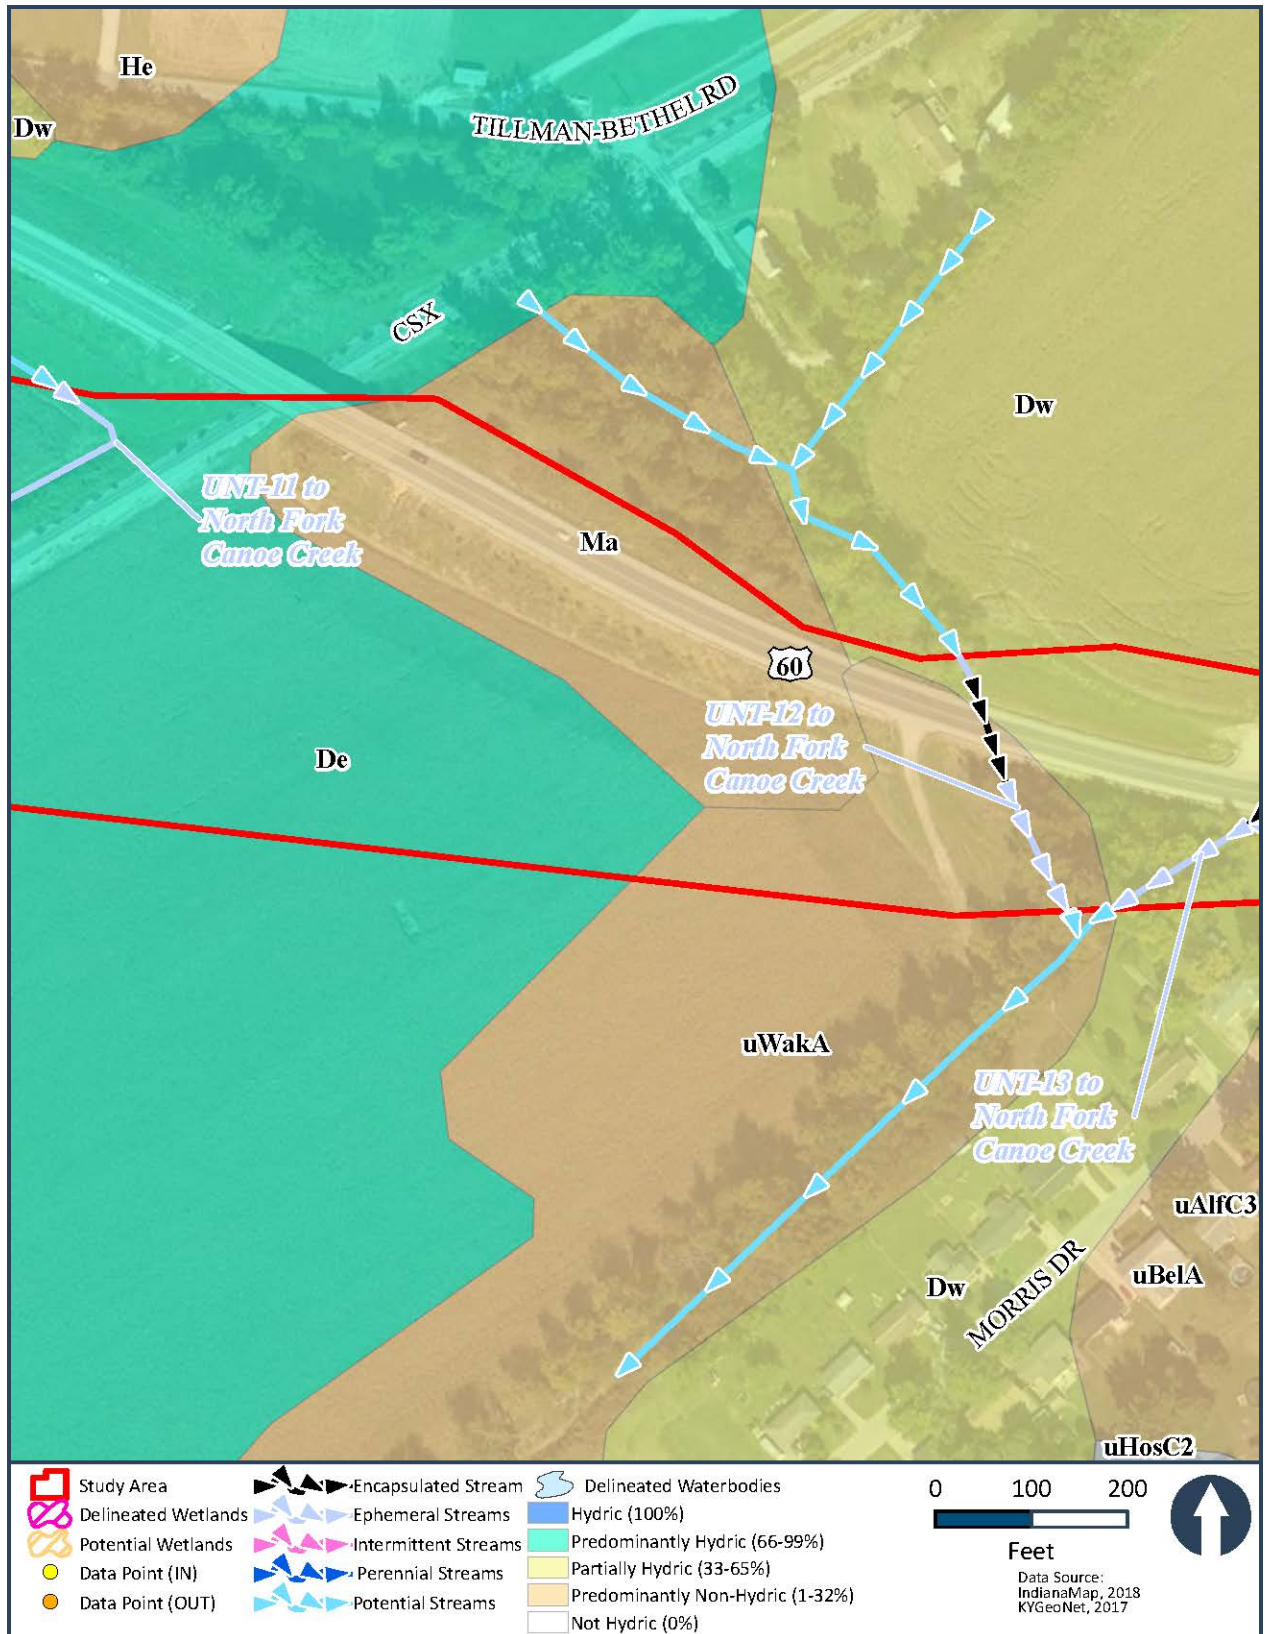 He
Dw
TILLMAN-BETHEL RD
CSX
Dw
UNT-11 to
North Fork
Canoe Creek
Ma
60
UNT-12 to
North Fork
Canoe Creek
De
uWakA
UNT-13 to
North Fork
Canoe Creek
uAlfC3
uBelA
Dw
MORRIS DR
uHosC2
Study Area
Delineated Wetlands
Potential Wetlands
Data Point (IN)
Data Point (OUT)
Encapsulated Stream
Ephemeral Streams
Intermittent Streams
Perennial Streams
Potential Streams
Delineated Waterbodies
Hydric (100%)
Predominantly Hydric (66-99%)
Partially Hydric (33-65%)
Predominantly Non-Hydric (1-32%)
Not Hydric (0%)
0 100 200
Feet
Data Source:
IndianaMap, 2018
KYGeoNet, 2017